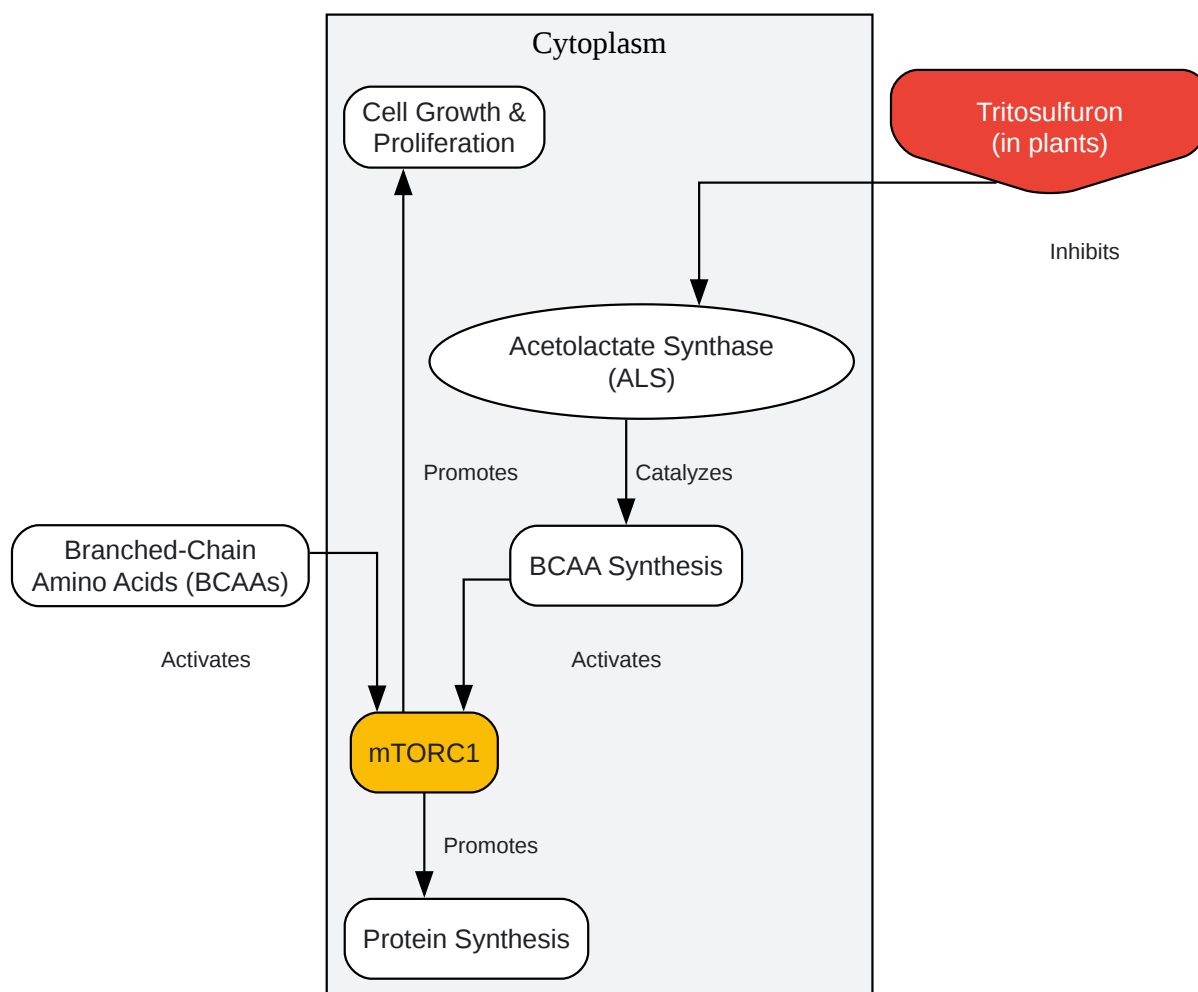 Cytoplasm
Cell Growth &
Proliferation
Tritosulfuron
(in plants)
Inhibits
Acetolactate Synthase
(ALS)
Promotes
Catalyzes
Branched-Chain
Amino Acids (BCAAs)
BCAA Synthesis
Activates
Activates
mTORC1
Promotes
Protein Synthesis